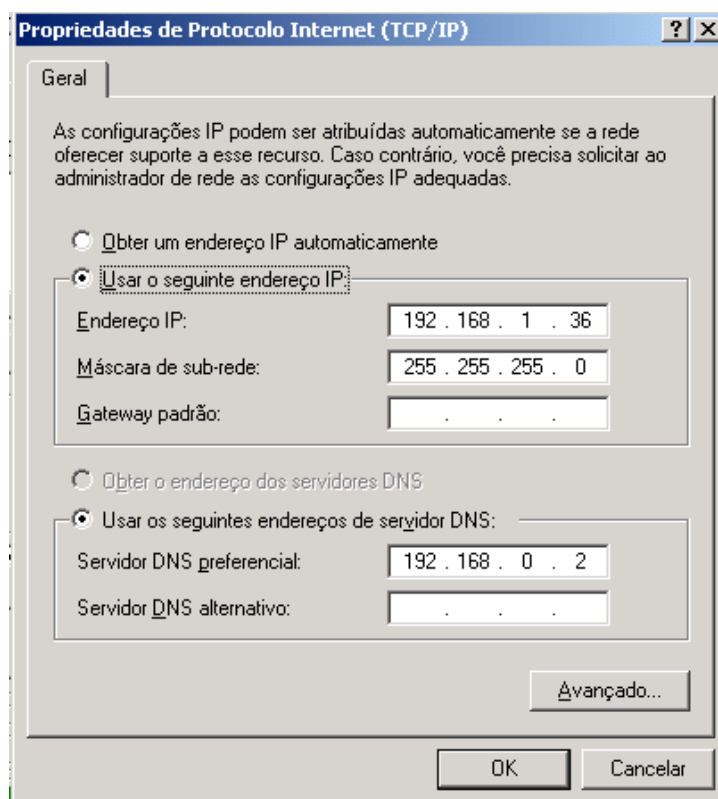 Propriedades de Protocolo Internet (TCP/IP)
Geral
As configurações IP podem ser atribuídas automaticamente se a rede
oferecer suporte a esse recurso. Caso contrário, você precisa solicitar ao
administrador de rede as configurações IP adequadas.
Obter um endereço IP automaticamente
Usar o seguinte endereço IP:
Endereço IP: 192 . 168 . 1 . 36
Máscara de sub-rede: 255 . 255 . 255 . 0
Gateway padrão: . . .
Obter o endereço dos servidores DNS
Usar os seguintes endereços de servidor DNS:
Servidor DNS preferencial: 192 . 168 . 0 . 2
Servidor DNS alternativo: . . .
Avançado...
OK Cancelar